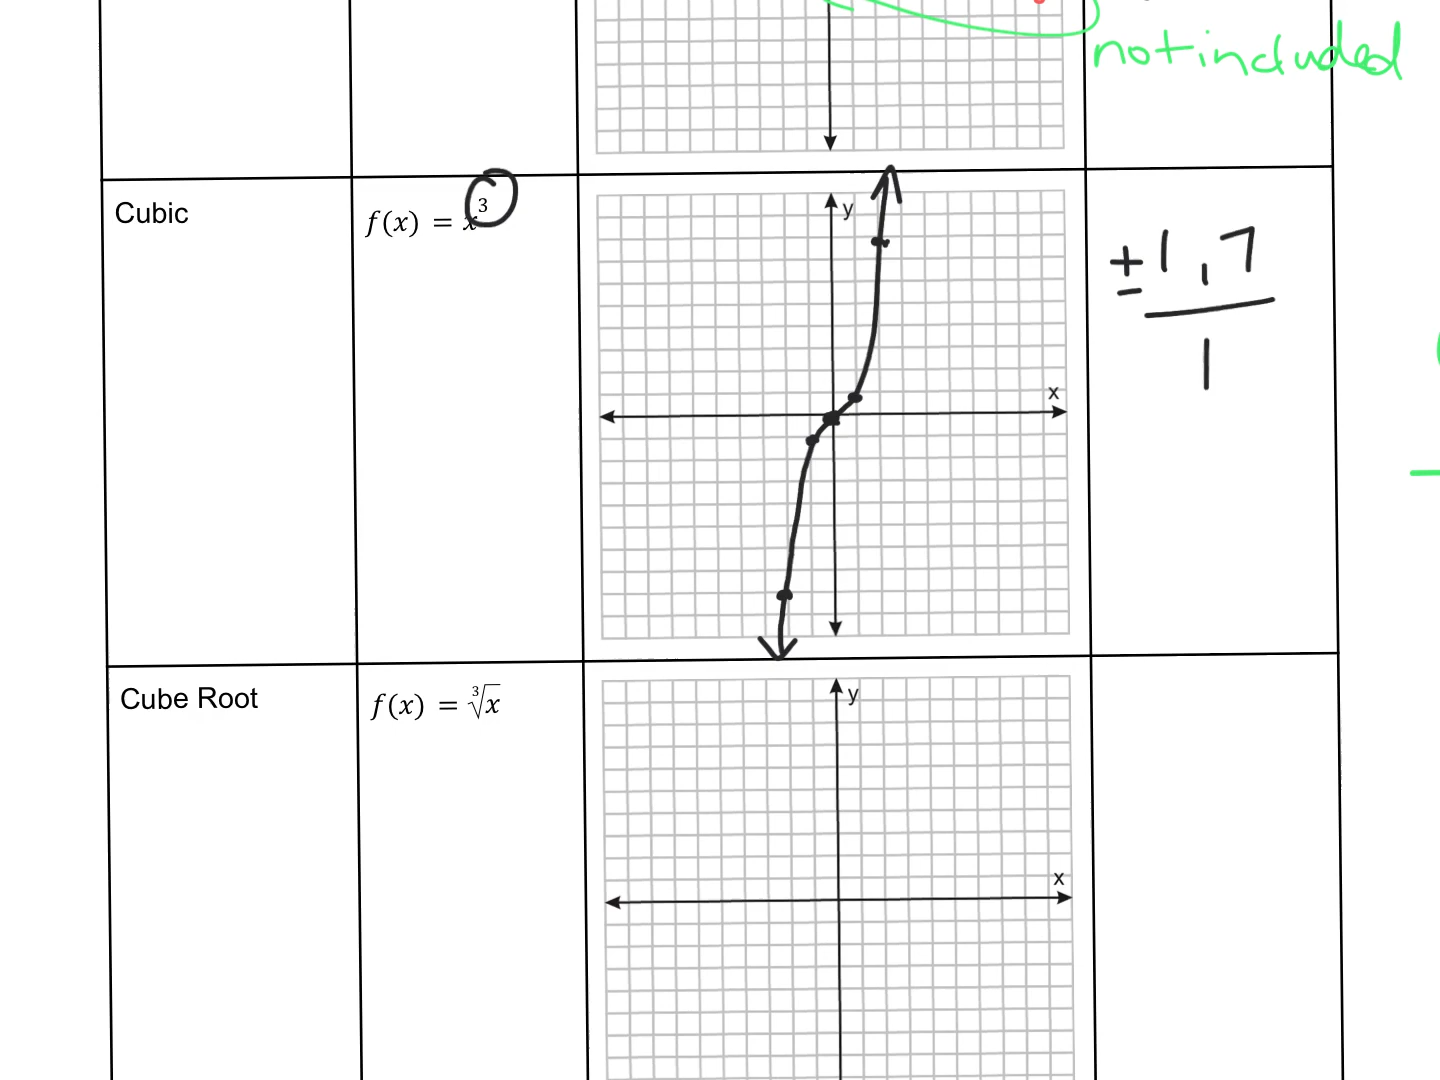 notincluded
Cubic
f(x) = x³
y
x
± 1, 7
1
Cube Root
f(x) = ∛x
y
x